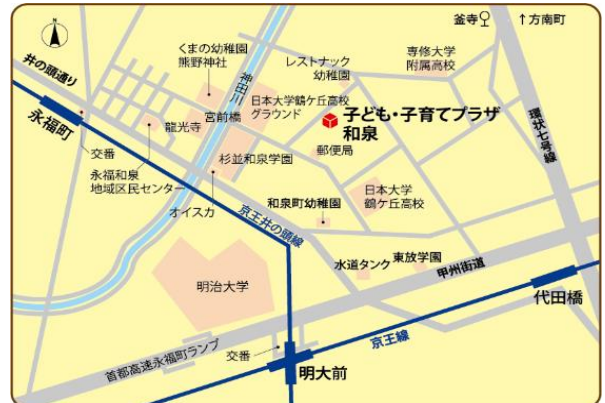 釜寺
↑方南町
くまの幼稚園
熊野神社
レストナック
幼稚園
専修大学
附属高校
井の頭通り
神田川
日本大学鶴ケ丘高校
グラウンド
宮前橋
子ども・子育てプラザ
和泉
環状七号線
永福町
龍光寺
交番
郵便局
杉並和泉学園
永福和泉
地域区民センター
日本大学
鶴ケ丘高校
オイスカ
和泉町幼稚園
京王井の頭線
水道タンク
東放学園
甲州街道
明治大学
代田橋
京王線
首都高速永福町ランプ
交番
明大前